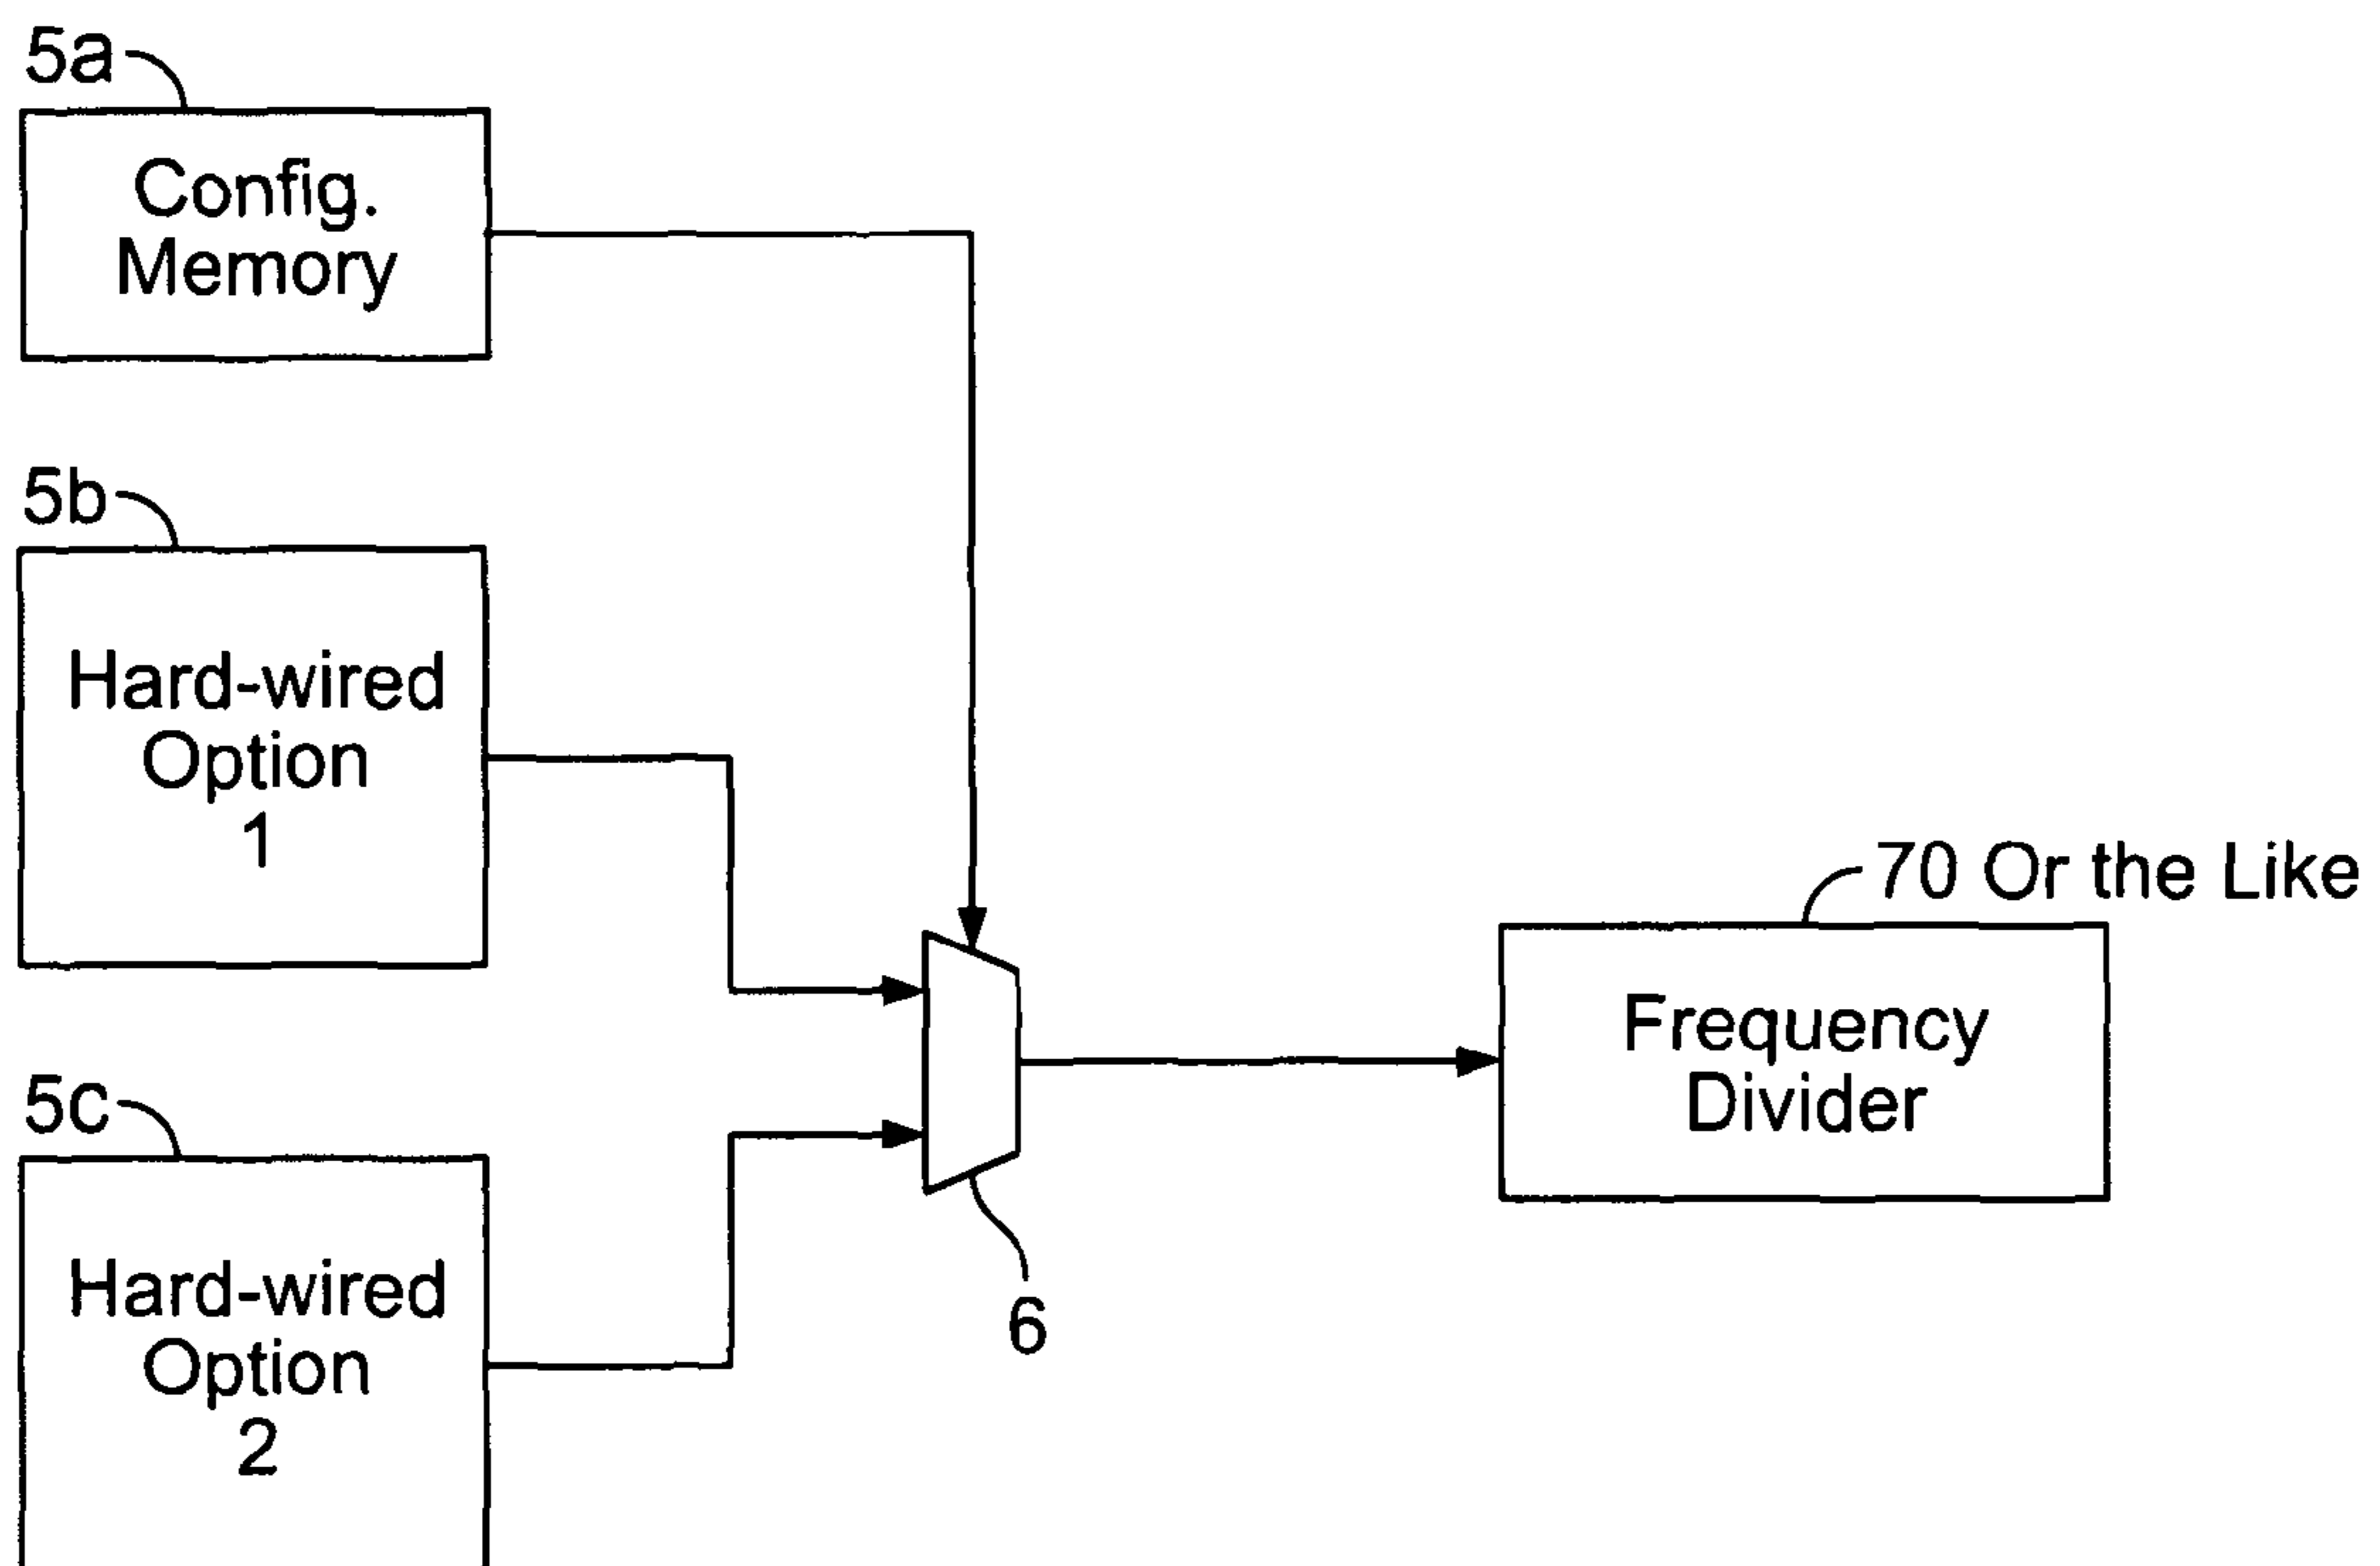 5a
Config.
Memory
5b
Hard-wired
Option
1
70 Or the Like
Frequency
Divider
5c
Hard-wired
Option
2
6